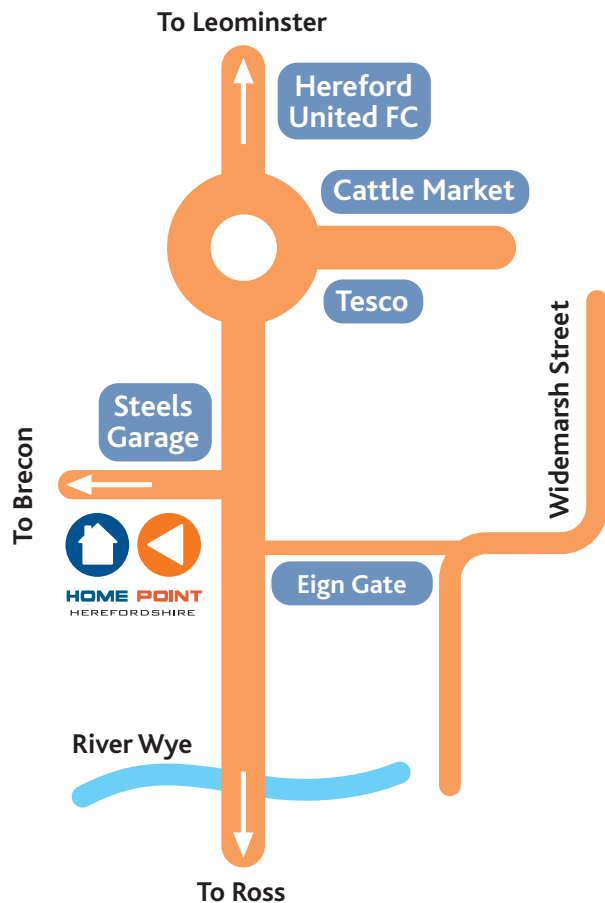 To Leominster
Hereford
United FC
Cattle Market
Tesco
Widemarsh Street
Steels
Garage
To Brecon
HOME POINT
HEREFORDSHIRE
Eign Gate
River Wye
To Ross